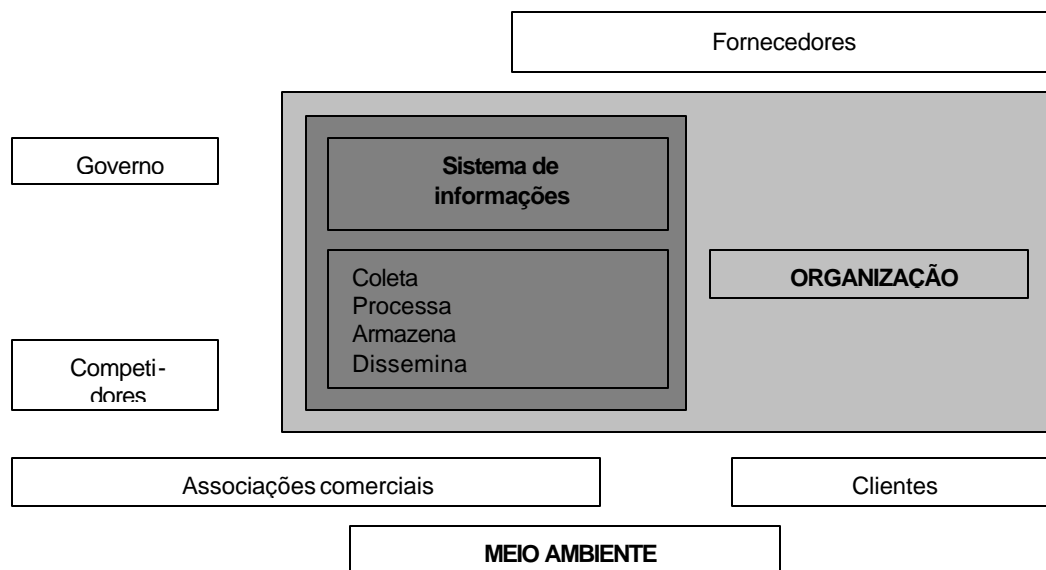 Fornecedores
Governo
Sistema de
informações
Coleta
Processa
Armazena
Dissemina
ORGANIZAÇÃO
Competi-
dores
Associações comerciais
Clientes
MEIO AMBIENTE